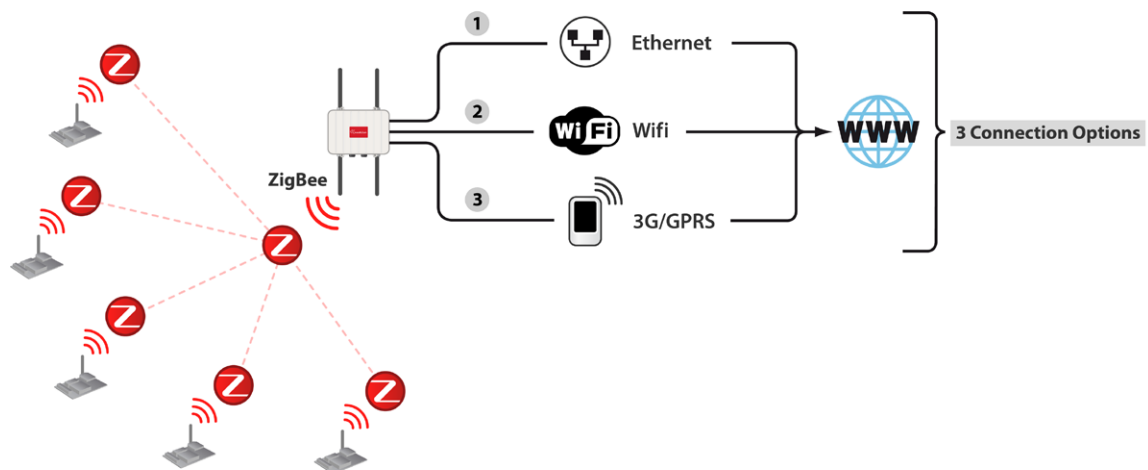 1
Ethernet
2
WiFi
Wifi
WWW
3 Connection Options
ZigBee
3
3G/GPRS
Z
Z
Z
Z
Z
Z